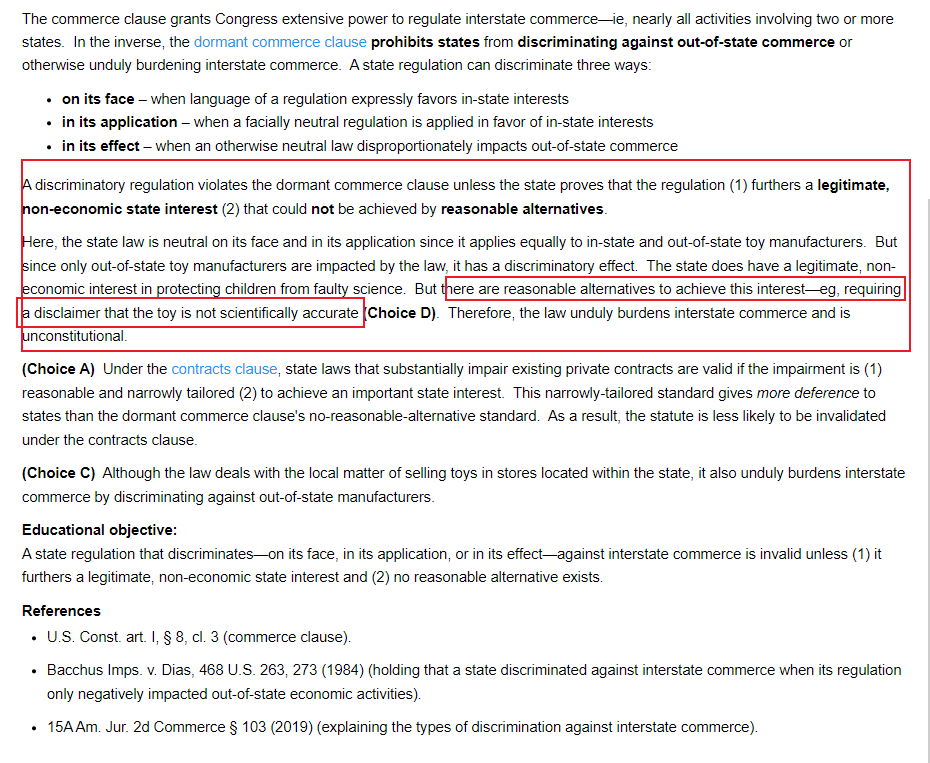 The commerce clause grants Congress extensive power to regulate interstate commerce—ie, nearly all activities involving two or more
states.  In the inverse, the dormant commerce clause prohibits states from discriminating against out-of-state commerce or
otherwise unduly burdening interstate commerce.  A state regulation can discriminate three ways:
• on its face – when language of a regulation expressly favors in-state interests
• in its application – when a facially neutral regulation is applied in favor of in-state interests
• in its effect – when an otherwise neutral law disproportionately impacts out-of-state commerce
A discriminatory regulation violates the dormant commerce clause unless the state proves that the regulation (1) furthers a legitimate,
non-economic state interest (2) that could not be achieved by reasonable alternatives.
Here, the state law is neutral on its face and in its application since it applies equally to in-state and out-of-state toy manufacturers.  But
since only out-of-state toy manufacturers are impacted by the law, it has a discriminatory effect.  The state does have a legitimate, non-
economic interest in protecting children from faulty science.  But there are reasonable alternatives to achieve this interest—eg, requiring
a disclaimer that the toy is not scientifically accurate (Choice D).  Therefore, the law unduly burdens interstate commerce and is
unconstitutional.
(Choice A)  Under the contracts clause, state laws that substantially impair existing private contracts are valid if the impairment is (1)
reasonable and narrowly tailored (2) to achieve an important state interest.  This narrowly-tailored standard gives more deference to
states than the dormant commerce clause's no-reasonable-alternative standard.  As a result, the statute is less likely to be invalidated
under the contracts clause.
(Choice C)  Although the law deals with the local matter of selling toys in stores located within the state, it also unduly burdens interstate
commerce by discriminating against out-of-state manufacturers.
Educational objective:
A state regulation that discriminates—on its face, in its application, or in its effect—against interstate commerce is invalid unless (1) it
furthers a legitimate, non-economic state interest and (2) no reasonable alternative exists.
References
• U.S. Const. art. I, § 8, cl. 3 (commerce clause).
• Bacchus Imps. v. Dias, 468 U.S. 263, 273 (1984) (holding that a state discriminated against interstate commerce when its regulation
only negatively impacted out-of-state economic activities).
• 15A Am. Jur. 2d Commerce § 103 (2019) (explaining the types of discrimination against interstate commerce).